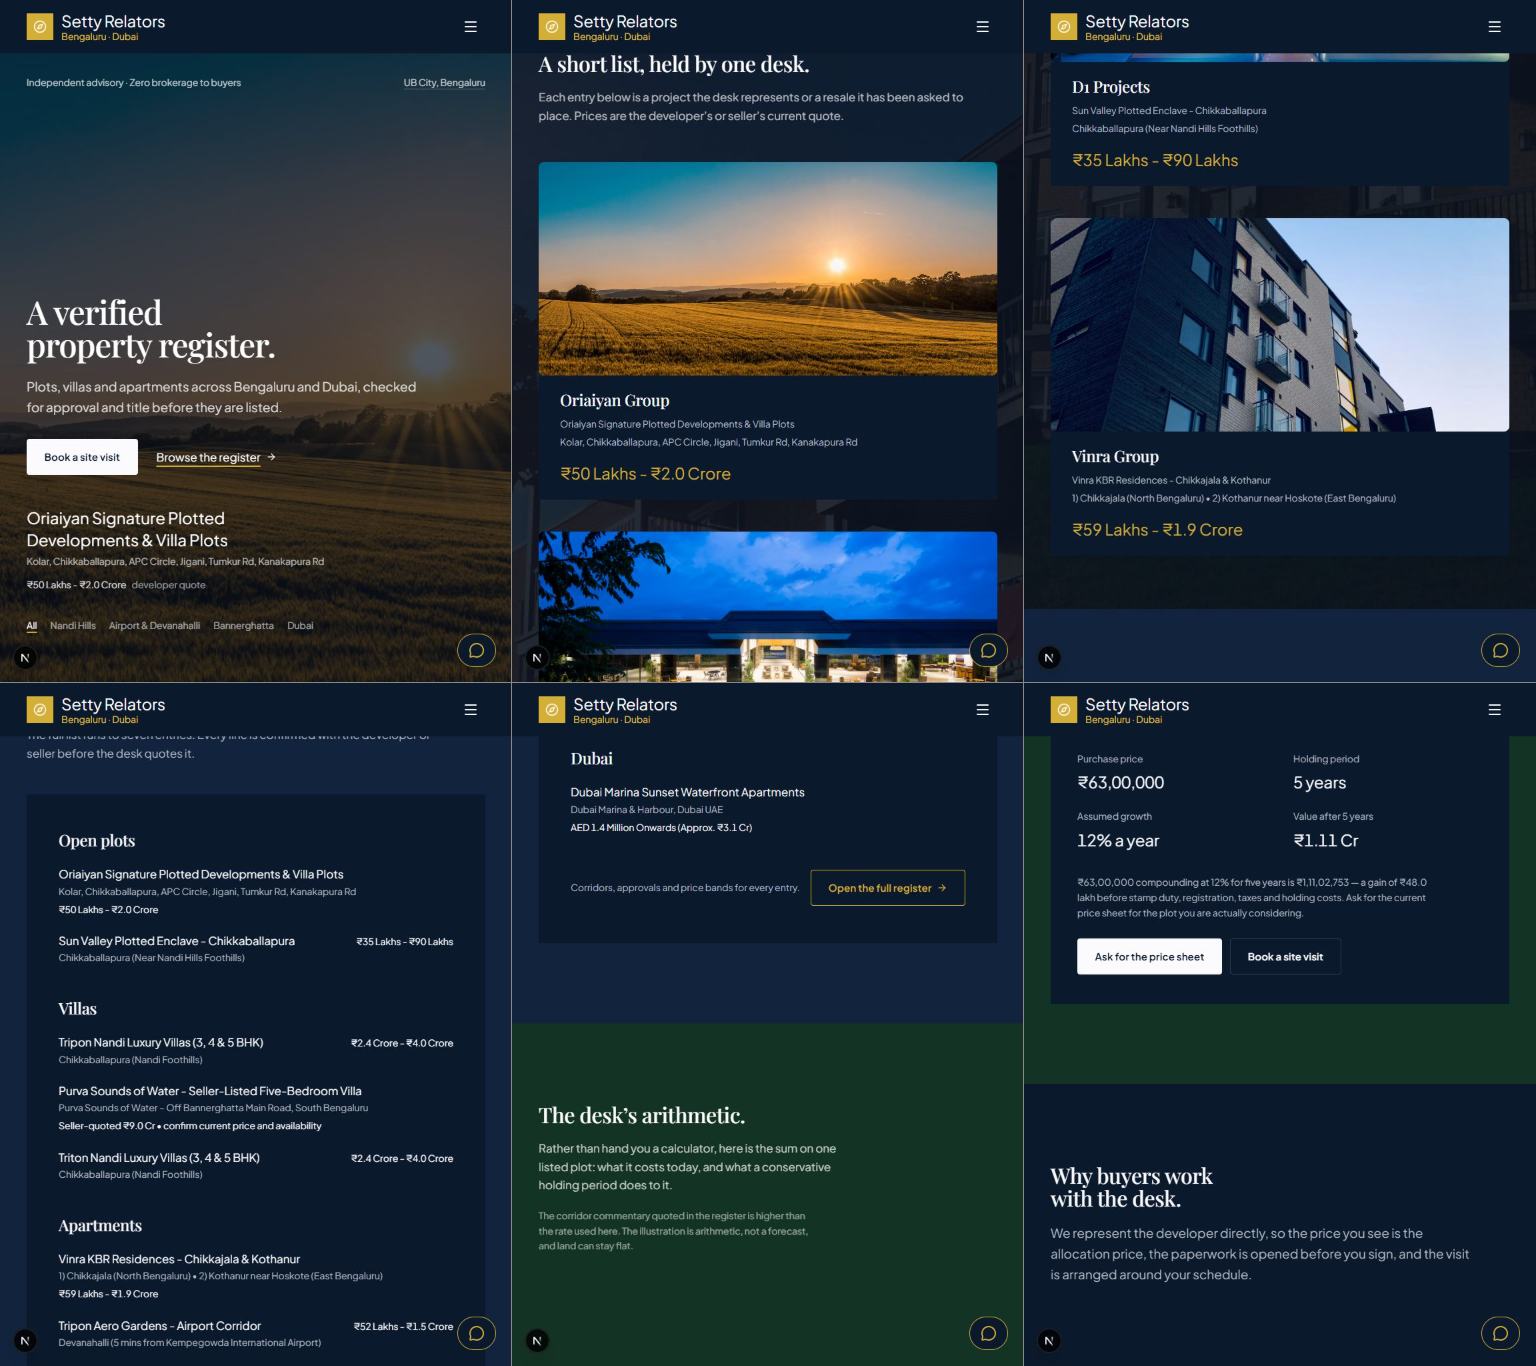 Setty Relators
Bengaluru · Dubai
Independent advisory · Zero brokerage to buyers
UB City, Bengaluru
A verified
property register.
Plots, villas and apartments across Bengaluru and Dubai, checked
for approval and title before they are listed.
Book a site visit
Browse the register →
Oriaiyan Signature Plotted
Developments & Villa Plots
Kolar, Chikkaballapura, APC Circle, Jigani, Tumkur Rd, Kanakapura Rd
₹50 Lakhs - ₹2.0 Crore developer quote
All Nandi Hills Airport & Devanahalli Bannerghatta Dubai
N
Setty Relators
Bengaluru · Dubai
A short list, held by one desk.
Each entry below is a project the desk represents or a resale it has been asked to
place. Prices are the developer's or seller's current quote.
Oriaiyan Group
Oriaiyan Signature Plotted Developments & Villa Plots
Kolar, Chikkaballapura, APC Circle, Jigani, Tumkur Rd, Kanakapura Rd
₹50 Lakhs - ₹2.0 Crore
N
Setty Relators
Bengaluru · Dubai
D1 Projects
Sun Valley Plotted Enclave - Chikkaballapura
Chikkaballapura (Near Nandi Hills Foothills)
₹35 Lakhs - ₹90 Lakhs
Vinra Group
Vinra KBR Residences - Chikkajala & Kothanur
1) Chikkajala (North Bengaluru) • 2) Kothanur near Hoskote (East Bengaluru)
₹59 Lakhs - ₹1.9 Crore
N
Setty Relators
Bengaluru · Dubai
The full list runs to seven entries. Every line is confirmed with the developer or
seller before the desk quotes it.
Open plots
Oriaiyan Signature Plotted Developments & Villa Plots
Kolar, Chikkaballapura, APC Circle, Jigani, Tumkur Rd, Kanakapura Rd
₹50 Lakhs - ₹2.0 Crore
Sun Valley Plotted Enclave - Chikkaballapura ₹35 Lakhs - ₹90 Lakhs
Chikkaballapura (Near Nandi Hills Foothills)
Villas
Tripon Nandi Luxury Villas (3, 4 & 5 BHK) ₹2.4 Crore - ₹4.0 Crore
Chikkaballapura (Nandi Foothills)
Purva Sounds of Water - Seller-Listed Five-Bedroom Villa
Purva Sounds of Water - Off Bannerghatta Main Road, South Bengaluru
Seller-quoted ₹9.0 Cr • confirm current price and availability
Triton Nandi Luxury Villas (3, 4 & 5 BHK) ₹2.4 Crore - ₹4.0 Crore
Chikkaballapura (Nandi Foothills)
Apartments
Vinra KBR Residences - Chikkajala & Kothanur
1) Chikkajala (North Bengaluru) • 2) Kothanur near Hoskote (East Bengaluru)
₹59 Lakhs - ₹1.9 Crore
Tripon Aero Gardens - Airport Corridor ₹52 Lakhs - ₹1.5 Crore
Devanahalli (5 mins from Kempegowda International Airport)
N
Setty Relators
Bengaluru · Dubai
Dubai
Dubai Marina Sunset Waterfront Apartments
Dubai Marina & Harbour, Dubai UAE
AED 1.4 Million Onwards (Approx. ₹3.1 Cr)
Corridors, approvals and price bands for every entry.
Open the full register →
The desk's arithmetic.
Rather than hand you a calculator, here is the sum on one
listed plot: what it costs today, and what a conservative
holding period does to it.
The corridor commentary quoted in the register is higher than
the rate used here. The illustration is arithmetic, not a forecast,
and land can stay flat.
N
Setty Relators
Bengaluru · Dubai
Purchase price Holding period
₹63,00,000 5 years
Assumed growth Value after 5 years
12% a year ₹1.11 Cr
₹63,00,000 compounding at 12% for five years is ₹1,11,02,753 — a gain of ₹48.0
lakh before stamp duty, registration, taxes and holding costs. Ask for the current
price sheet for the plot you are actually considering.
Ask for the price sheet
Book a site visit
Why buyers work
with the desk.
We represent the developer directly, so the price you see is the
allocation price, the paperwork is opened before you sign, and the visit
is arranged around your schedule.
N